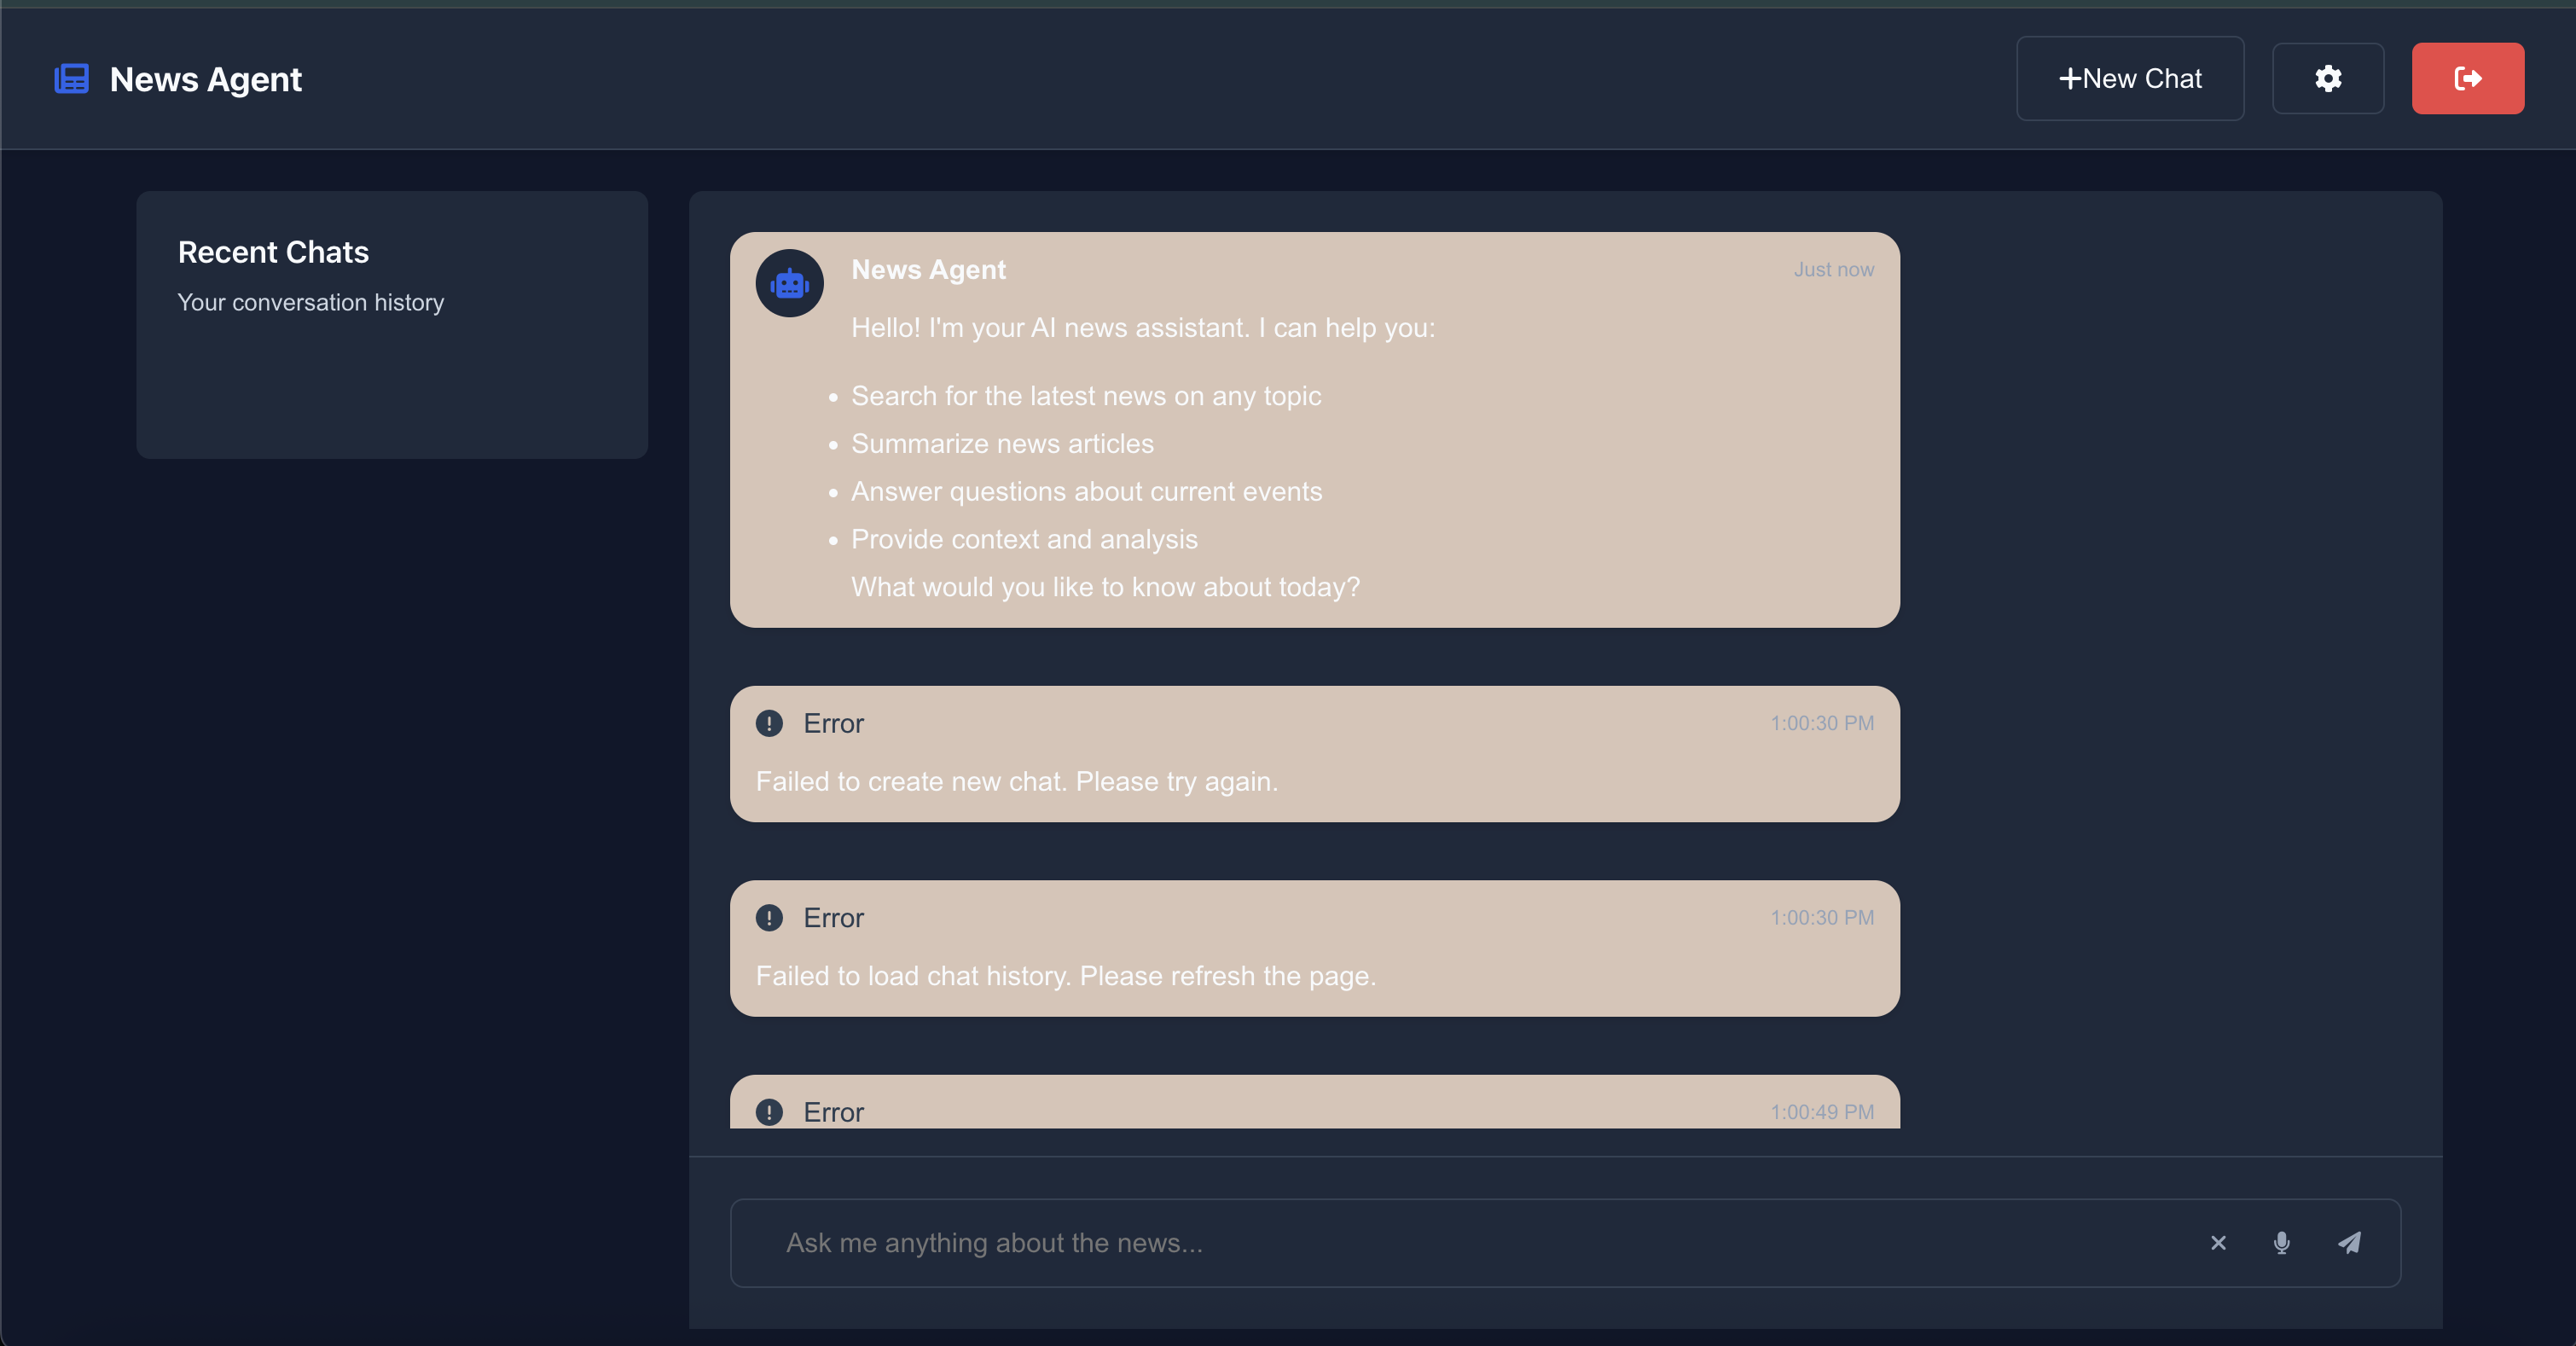 News Agent
New Chat
Recent Chats
Your conversation history
News Agent
Just now
Hello! I'm your AI news assistant. I can help you:
• Search for the latest news on any topic
• Summarize news articles
• Answer questions about current events
• Provide context and analysis
What would you like to know about today?
Error
1:00:30 PM
Failed to create new chat. Please try again.
Error
1:00:30 PM
Failed to load chat history. Please refresh the page.
Error
1:00:49 PM
Ask me anything about the news...